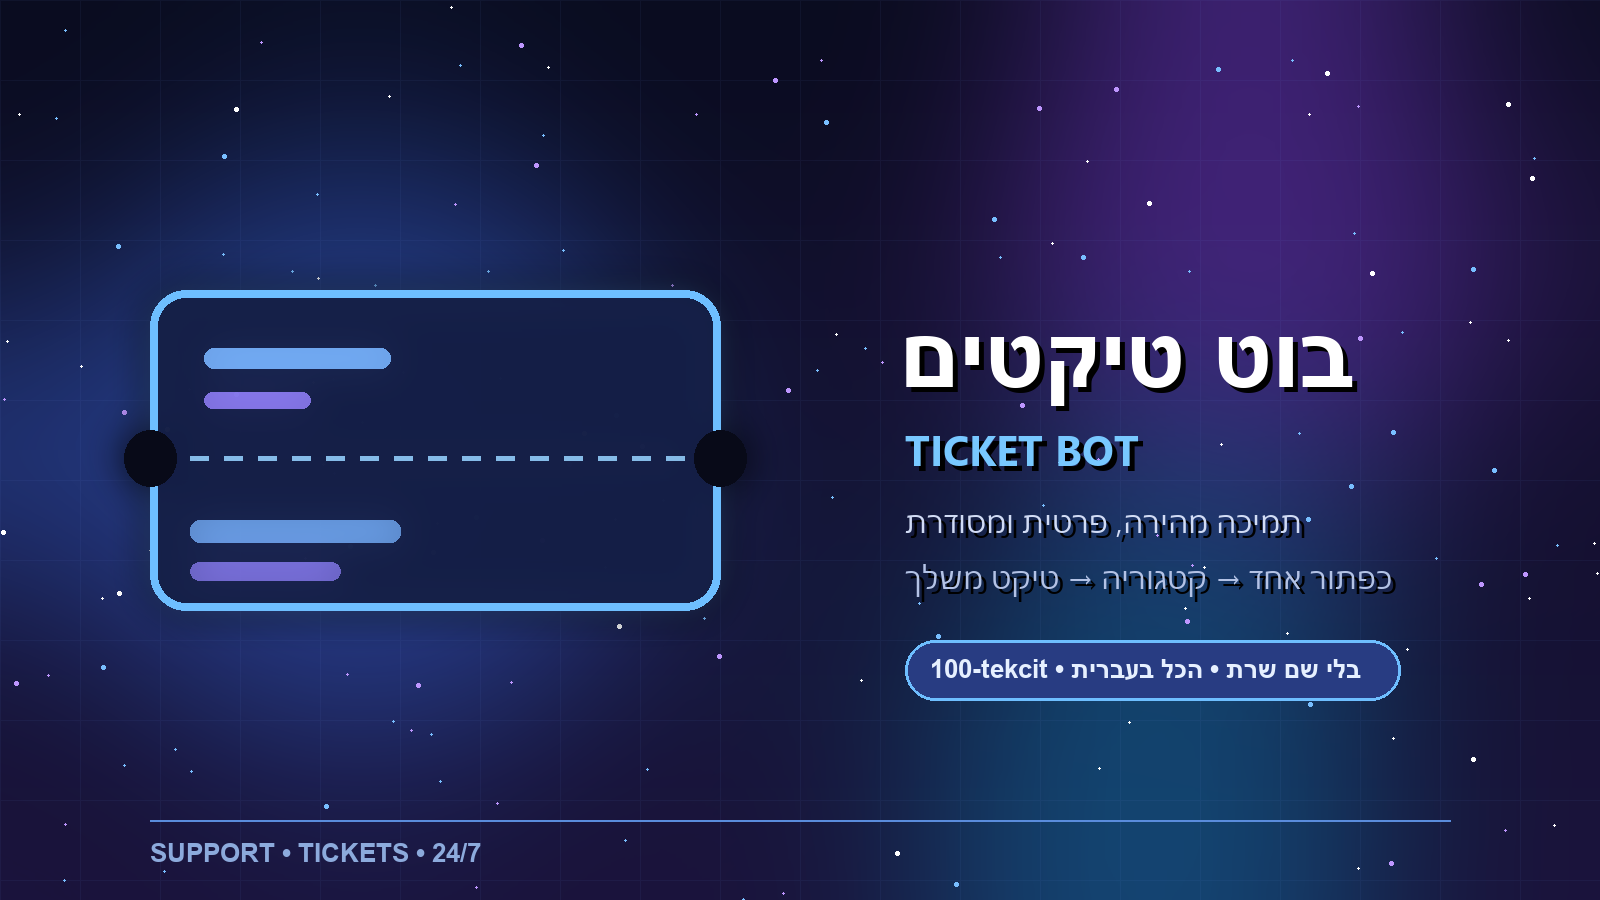 בוט טיקטים
TICKET BOT
תמיכה מהירה, פרטית ומסודרת
כפתור אחד → קטגוריה → טיקט משלך
בלי שם שרת • הכל בעברית • 100-tekcit
SUPPORT • TICKETS • 24/7